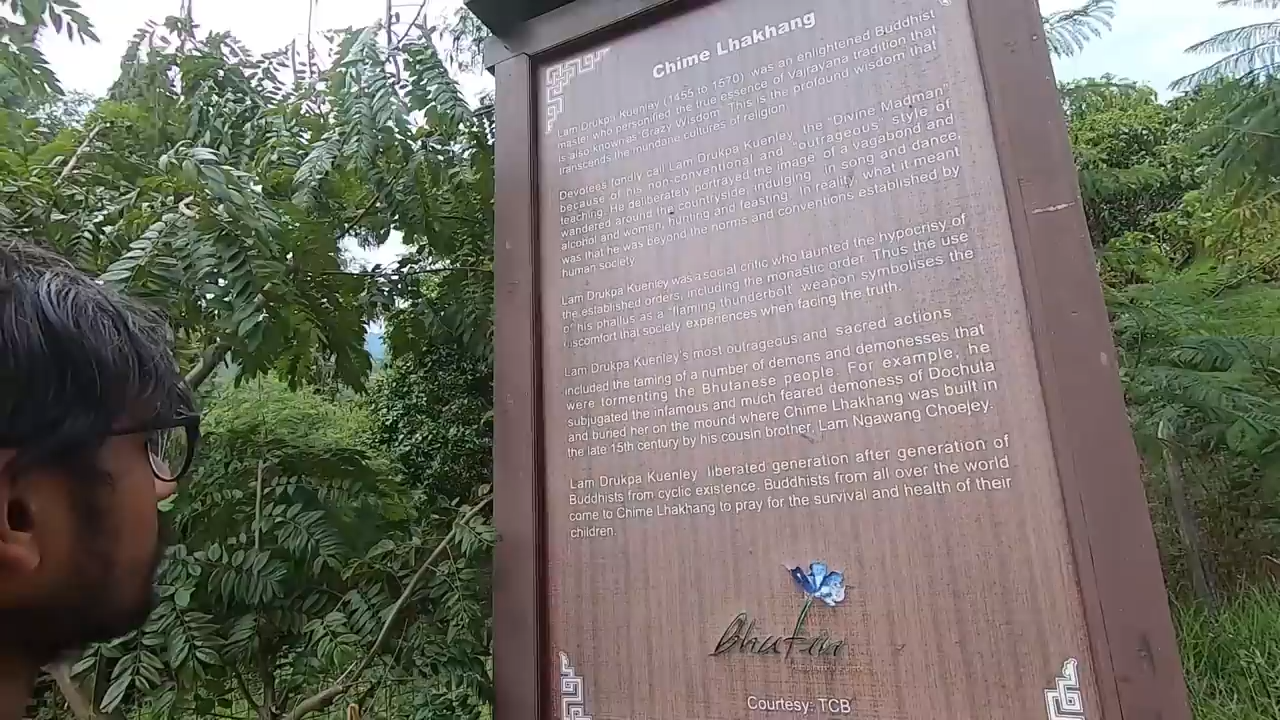 Chime Lhakhang
Lam Drukpa Kuenley (1455 to 1570) was an enlightened Buddhist
master who personified the true essence of Vajrayana tradition that
is also known as 'Crazy Wisdom'. This is the profound wisdom that
transcends the mundane cultures of religion.
Devotees fondly call Lam Drukpa Kuenley the "Divine Madman"
because of his non-conventional and "outrageous" style of
teaching. He deliberately portrayed the image of a vagabond and
wandered around the countryside, indulging in song and dance,
alcohol and women, hunting and feasting. In reality, what it meant
was that he was beyond the norms and conventions established by
human society.
Lam Drukpa Kuenley was a social critic who taunted the hypocrisy of
the established orders, including the monastic order. Thus the use
of his phallus as a "flaming thunderbolt" weapon symbolises the
discomfort that society experiences when facing the truth.
Lam Drukpa Kuenley's most outrageous and sacred actions
included the taming of a number of demons and demonesses that
were tormenting the Bhutanese people. For example, he
subjugated the infamous and much feared demoness of Dochula
and buried her on the mound where Chime Lhakhang was built in
the late 15th century by his cousin brother, Lam Ngawang Choejey.
Lam Drukpa Kuenley liberated generation after generation of
Buddhists from cyclic existence. Buddhists from all over the world
come to Chime Lhakhang to pray for the survival and health of their
children.
Bhutan
Courtesy: TCB